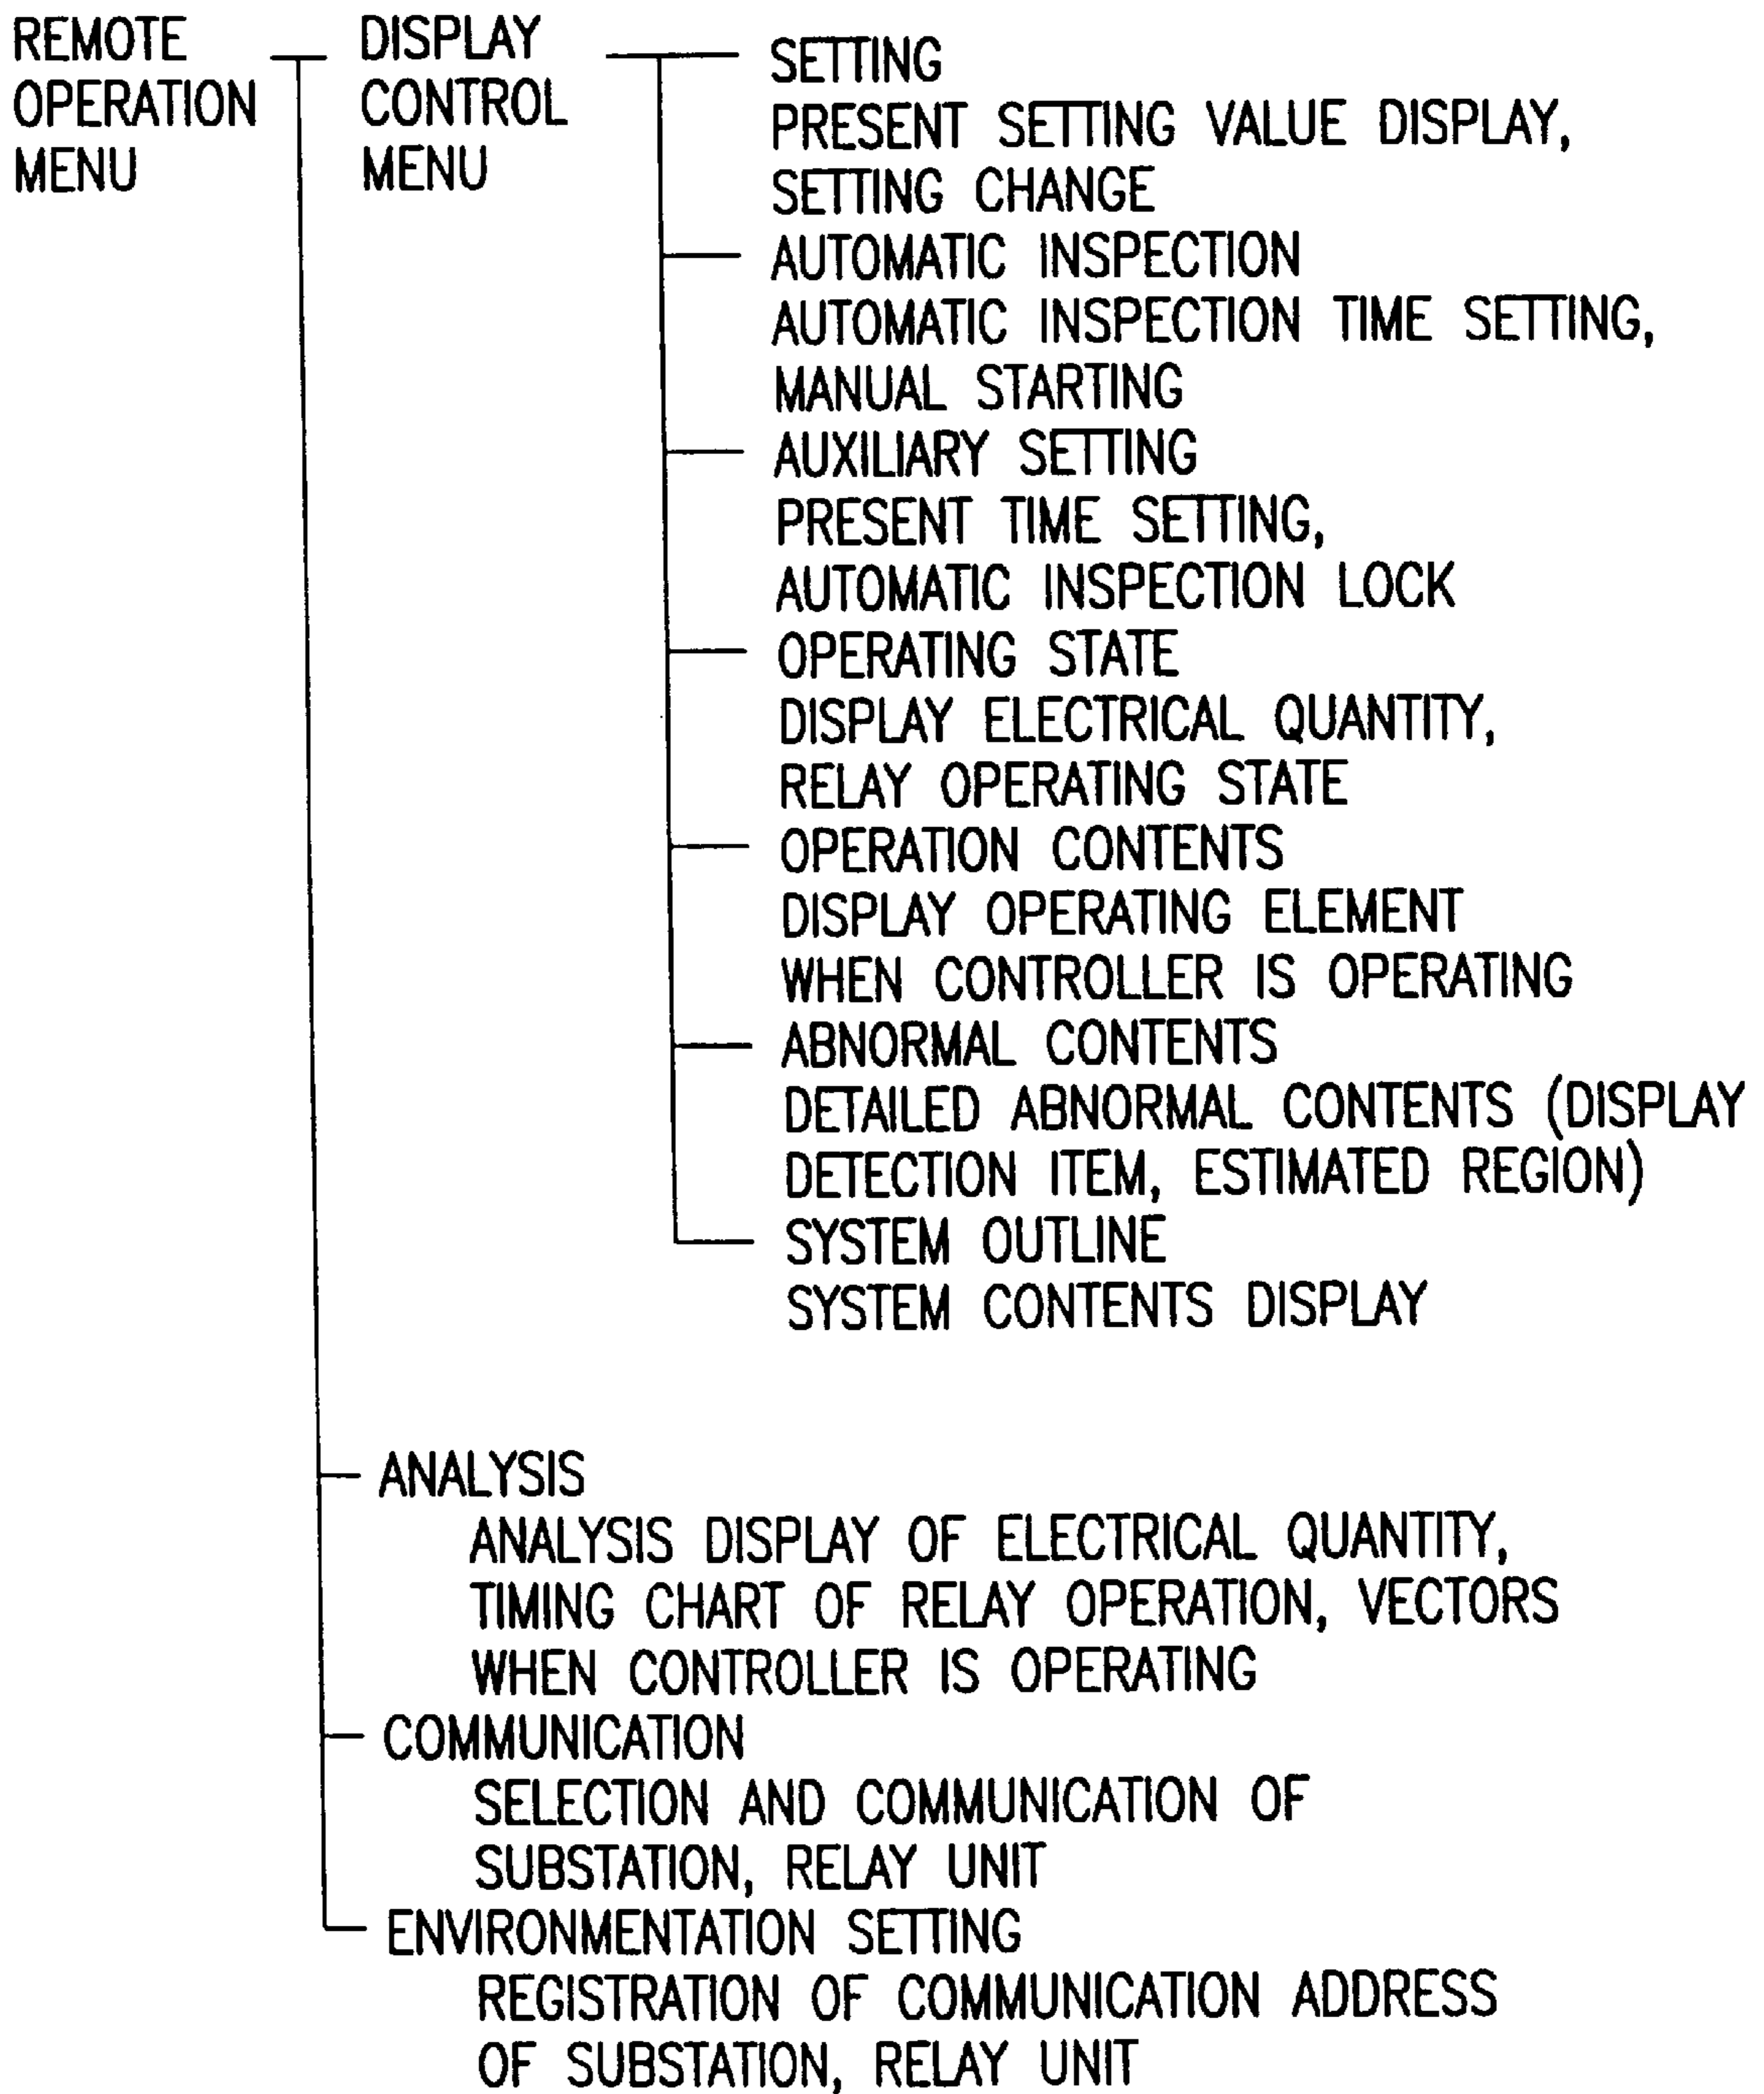 REMOTE
OPERATION
MENU
DISPLAY
CONTROL
MENU
SETTING
PRESENT SETTING VALUE DISPLAY,
SETTING CHANGE
AUTOMATIC INSPECTION
AUTOMATIC INSPECTION TIME SETTING,
MANUAL STARTING
AUXILIARY SETTING
PRESENT TIME SETTING,
AUTOMATIC INSPECTION LOCK
OPERATING STATE
DISPLAY ELECTRICAL QUANTITY,
RELAY OPERATING STATE
OPERATION CONTENTS
DISPLAY OPERATING ELEMENT
WHEN CONTROLLER IS OPERATING
ABNORMAL CONTENTS
DETAILED ABNORMAL CONTENTS (DISPLAY
DETECTION ITEM, ESTIMATED REGION)
SYSTEM OUTLINE
SYSTEM CONTENTS DISPLAY
ANALYSIS
ANALYSIS DISPLAY OF ELECTRICAL QUANTITY,
TIMING CHART OF RELAY OPERATION, VECTORS
WHEN CONTROLLER IS OPERATING
COMMUNICATION
SELECTION AND COMMUNICATION OF
SUBSTATION, RELAY UNIT
ENVIRONMENTATION SETTING
REGISTRATION OF COMMUNICATION ADDRESS
OF SUBSTATION, RELAY UNIT